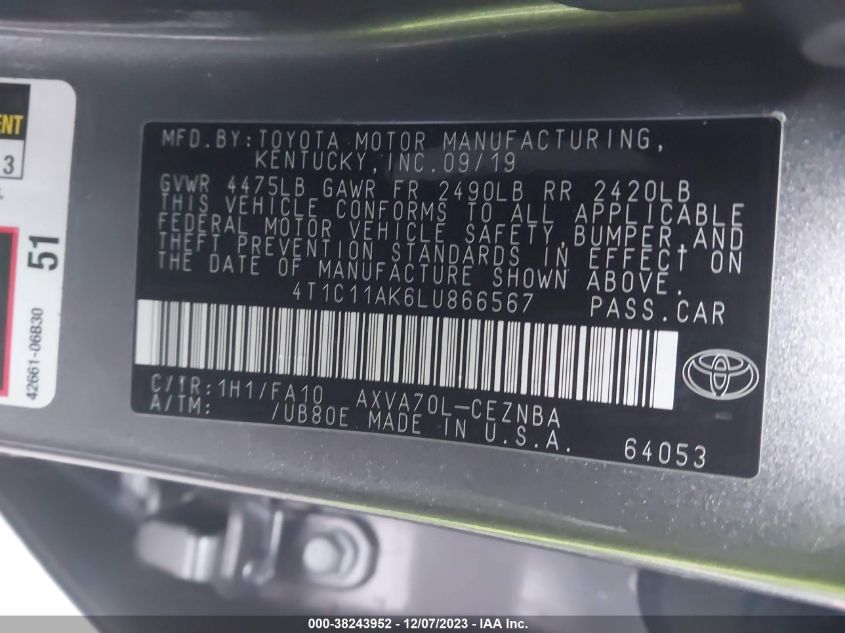 ENT
13
51
42661-06B30
MFD.BY:TOYOTA MOTOR MANUFACTURING,
KENTUCKY,INC.09/19
GVWR 4475LB GAWR FR 2490LB RR 2420LB
THIS VEHICLE CONFORMS TO ALL APPLICABLE
FEDERAL MOTOR VEHICLE SAFETY,BUMPER,AND
THEFT PREVENTION STANDARDS IN EFFECT ON
THE DATE OF MANUFACTURE SHOWN ABOVE.
4T1C11AK6LU866567 PASS.CAR
C/TR:1H1/FA10 AXVA70L-CEZNBA
A/TM: /UB80E MADE IN U.S.A.
64053
000-38243952 - 12/07/2023 - IAA Inc.